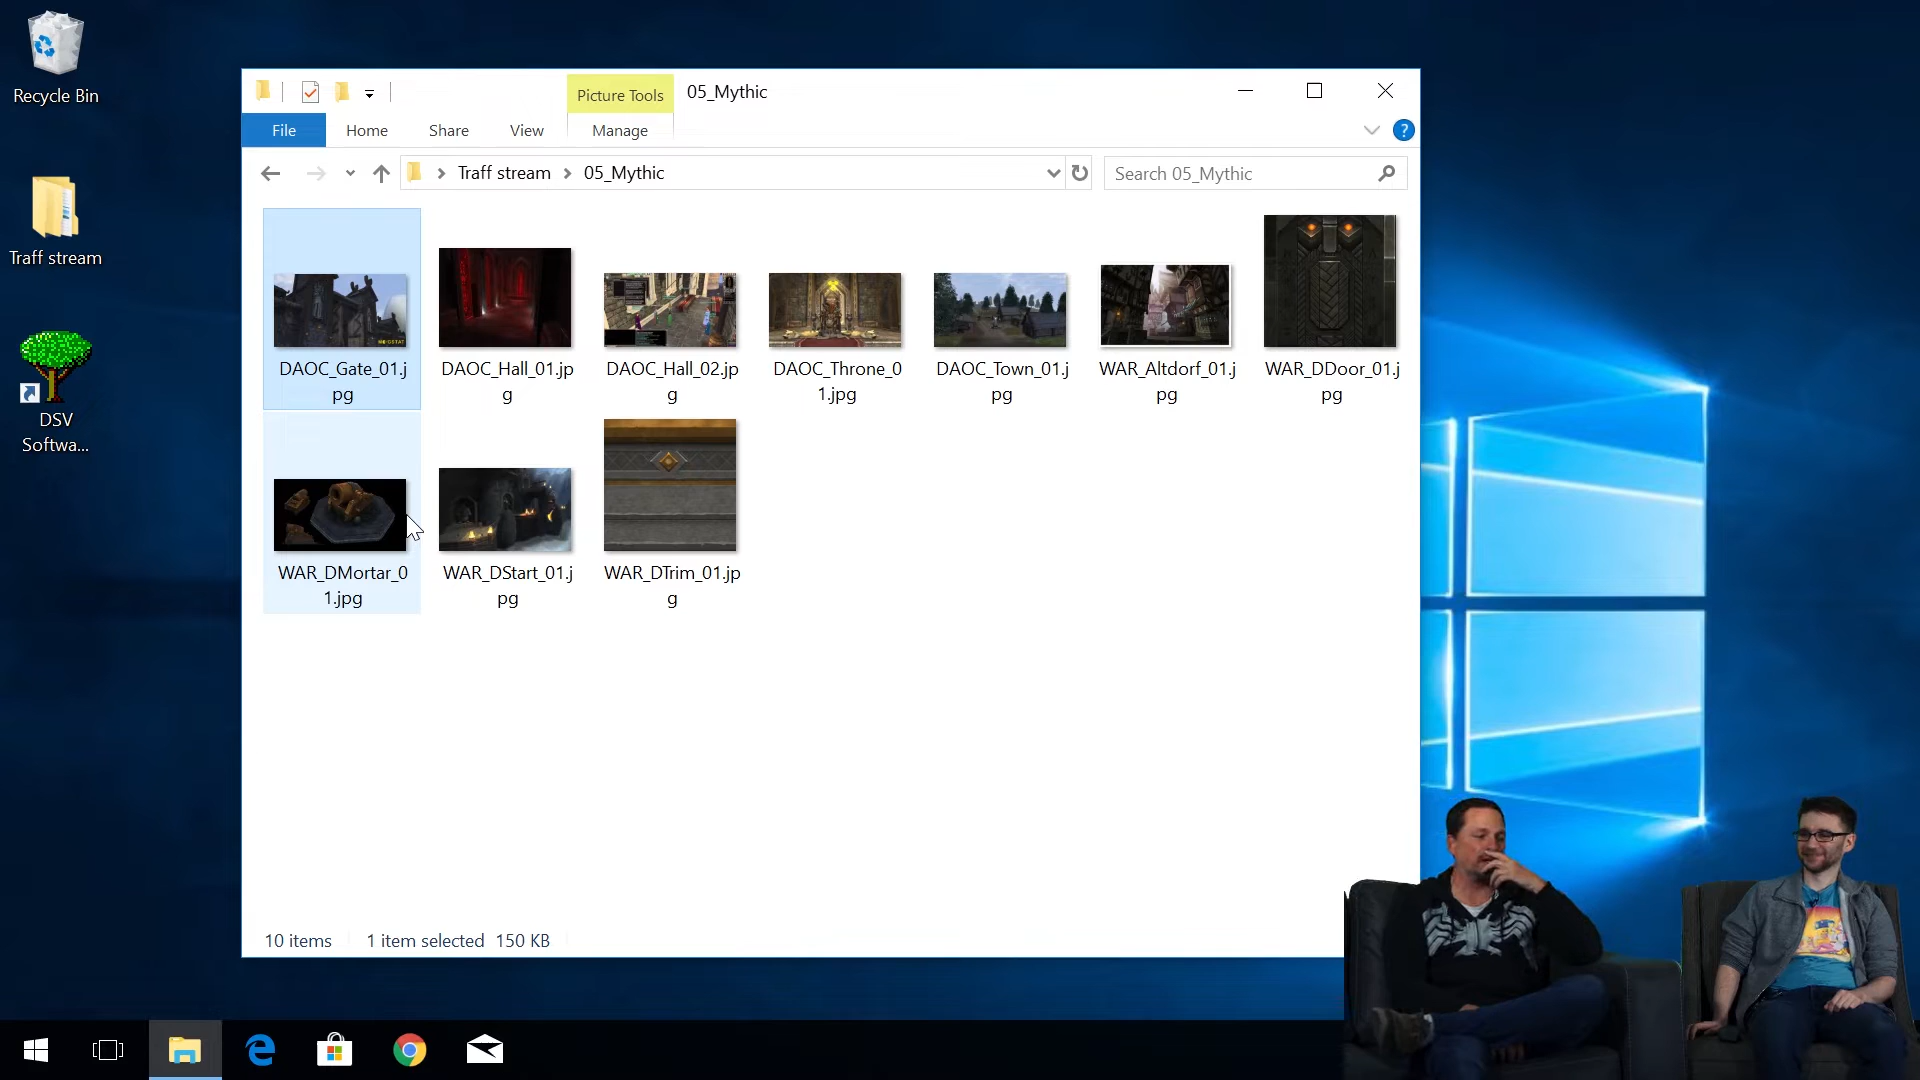 Recycle Bin
Traff stream
DSV
Softwa...
Picture Tools
05_Mythic
File
Home
Share
View
Manage
?
Traff stream
05_Mythic
Search 05_Mythic
DAOC_Gate_01.j
pg
DAOC_Hall_01.jp
g
DAOC_Hall_02.jp
g
DAOC_Throne_0
1.jpg
DAOC_Town_01.j
pg
WAR_Altdorf_01.j
pg
WAR_DDoor_01.j
pg
WAR_DMortar_0
1.jpg
WAR_DStart_01.j
pg
WAR_DTrim_01.jp
g
10 items
1 item selected 150 KB